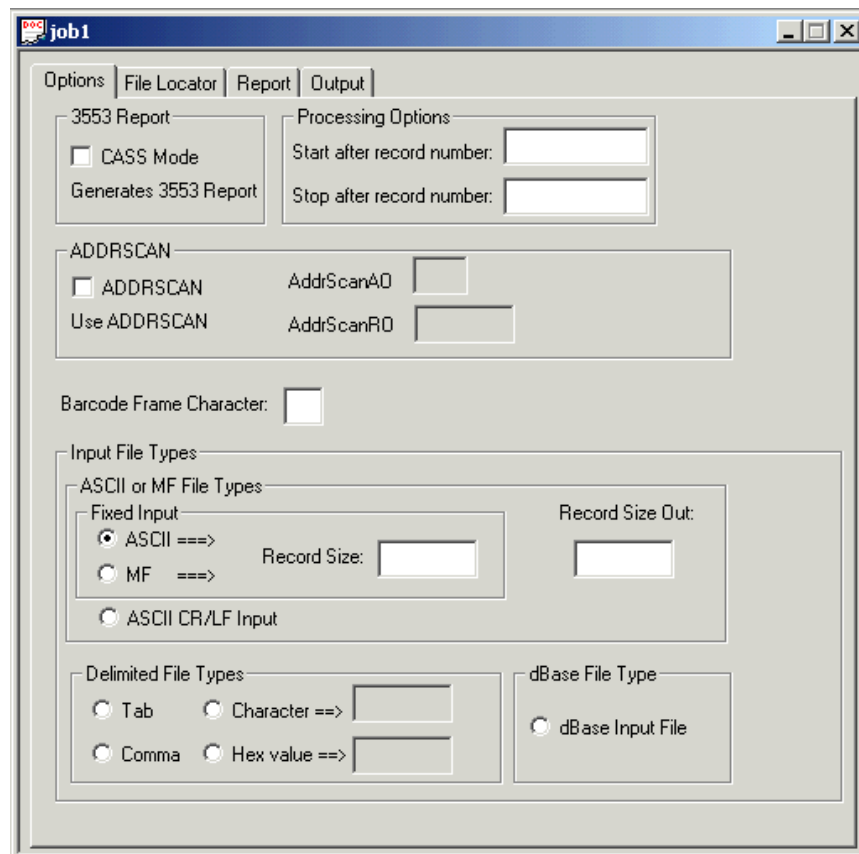 DOC
job1
Options File Locator Report Output
3553 Report
CASS Mode
Generates 3553 Report
Processing Options
Start after record number:
Stop after record number:
ADDRSCAN
ADDRSCAN
Use ADDRSCAN
AddrScanAO
AddrScanRO
Barcode Frame Character:
Input File Types
ASCII or MF File Types
Fixed Input
ASCII ===>
MF ===>
Record Size:
Record Size Out:
ASCII CR/LF Input
Delimited File Types
Tab
Character ==>
Comma
Hex value ==>
dBase File Type
dBase Input File